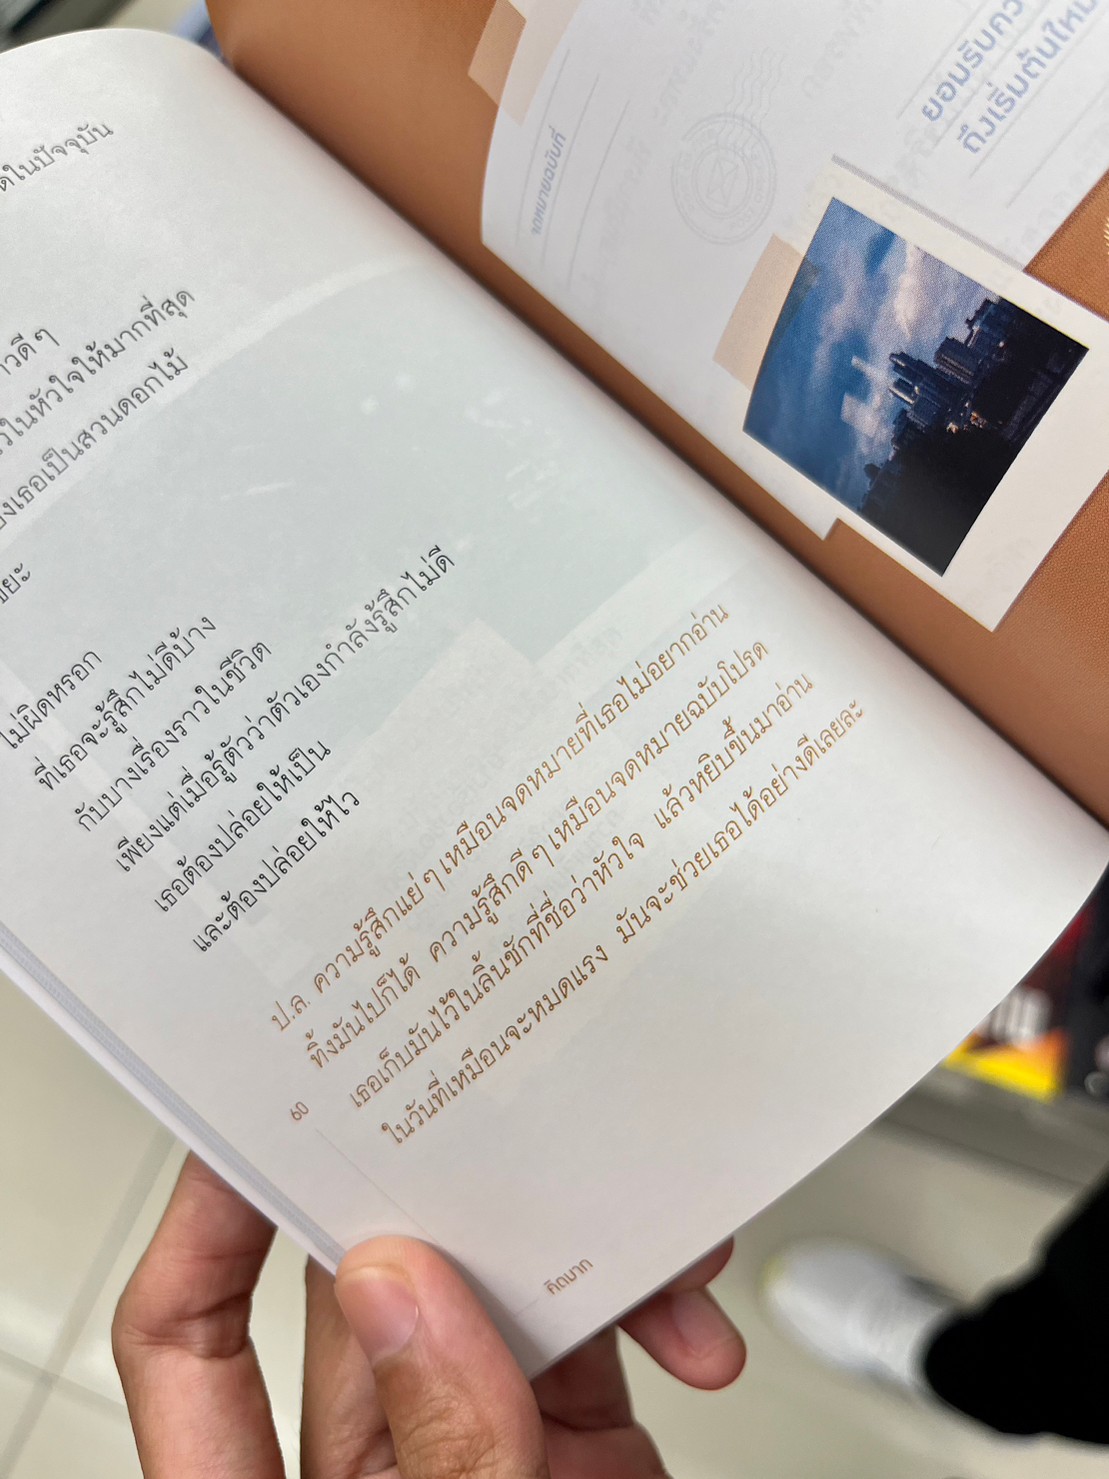 ในปัจจุบัน
ดีๆ
ในหัวใจให้มากที่สุด
เธอเป็นสวนดอกไม้
ไม่ผิดหรอก
ที่เธอจะรู้สึกไม่ดีบ้าง
กับบางเรื่องราวในชีวิต
เพียงแต่เมื่อรู้ตัวว่าตัวเองกำลังรู้สึกไม่ดี
เธอต้องปล่อยให้เป็น
และต้องปล่อยให้ไว
ป.ล. ความรู้สึกแย่ๆ เหมือนจดหมายที่เธอไม่อยากอ่าน
ทิ้งมันไปก็ได้ ความรู้สึกดีๆ เหมือนจดหมายฉบับโปรด
เธอเก็บมันไว้ในลิ้นชักที่ชื่อว่าหัวใจ แล้วหยิบขึ้นมาอ่าน
ในวันที่เหมือนจะหมดแรง มันจะช่วยเธอได้อย่างดีเลยละ
60
คิดมาก
จดหมายฉบับที่
ยอมรับ
ถึงเริ่มต้นใหม่